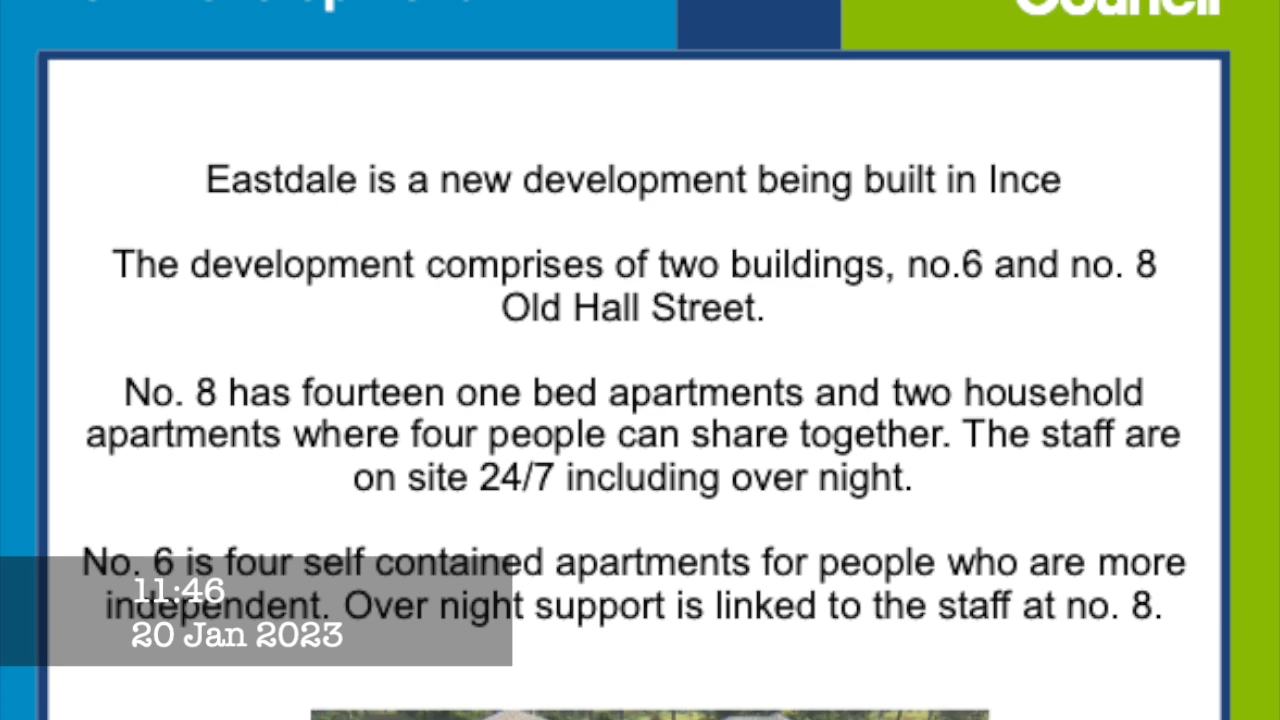 Council
Eastdale is a new development being built in Ince
The development comprises of two buildings, no.6 and no. 8
Old Hall Street.
No. 8 has fourteen one bed apartments and two household
apartments where four people can share together. The staff are
on site 24/7 including over night.
No. 6 is four self contained apartments for people who are more
independent. Over night support is linked to the staff at no. 8.
11:46
20 Jan 2023